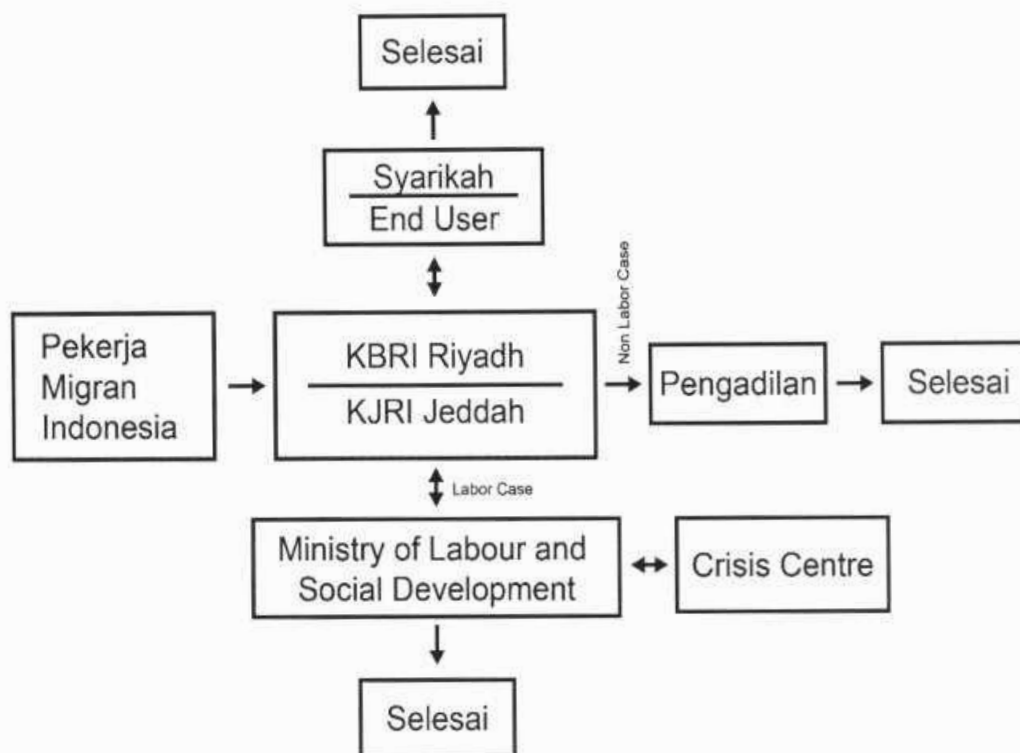 Selesai
Syarikah
End User
Non Labor Case
Pekerja
Migran
Indonesia
KBRI Riyadh
KJRI Jeddah
Pengadilan
Selesai
Labor Case
Ministry of Labour and
Social Development
Crisis Centre
Selesai